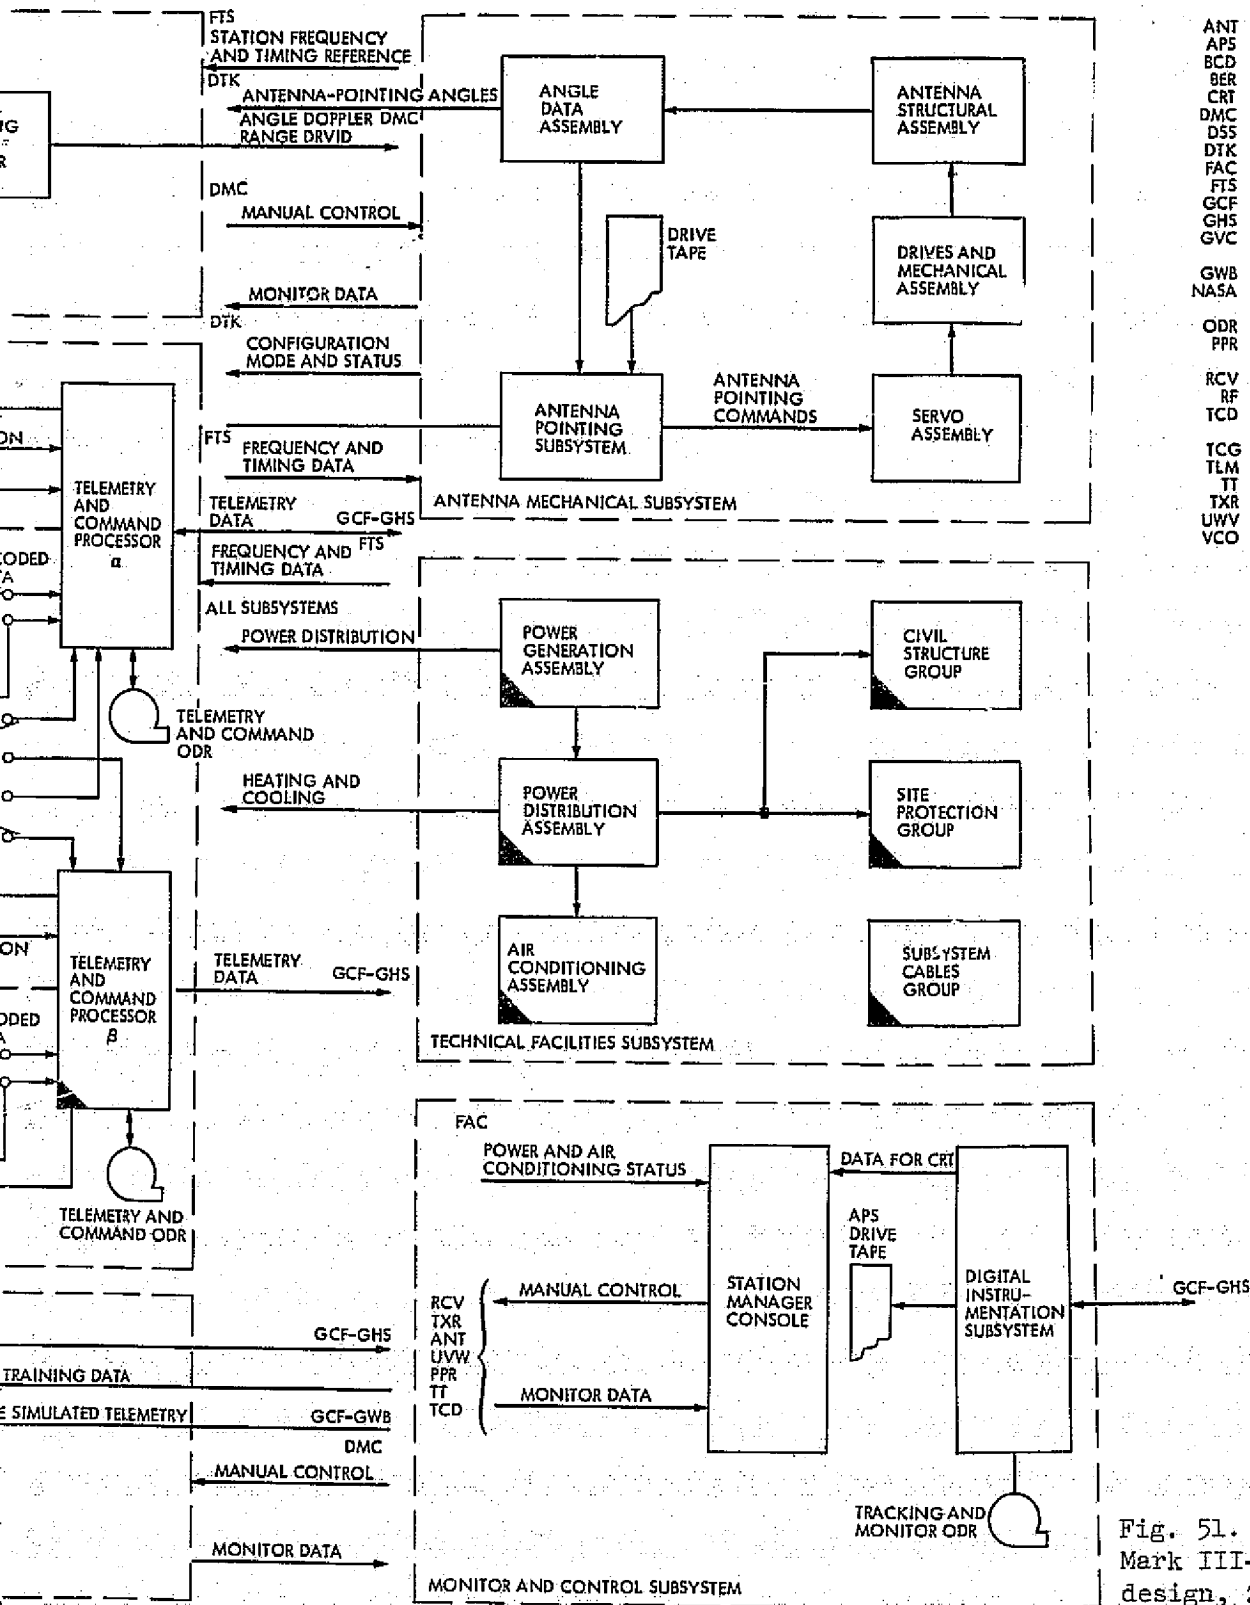 FTS
STATION FREQUENCY
AND TIMING REFERENCE
DTK
ANTENNA-POINTING ANGLES
ANGLE DOPPLER DMC
RANGE DRVID
DMC
MANUAL CONTROL
MONITOR DATA
DTK
CONFIGURATION
MODE AND STATUS
FTS
FREQUENCY AND
TIMING DATA
ANGLE
DATA
ASSEMBLY
ANTENNA
STRUCTURAL
ASSEMBLY
DRIVE
TAPE
DRIVES AND
MECHANICAL
ASSEMBLY
ANTENNA
POINTING
SUBSYSTEM
ANTENNA
POINTING
COMMANDS
SERVO
ASSEMBLY
ANTENNA MECHANICAL SUBSYSTEM
ANT
APS
BCD
BER
CRT
DMC
DSS
DTK
FAC
FTS
GCF
GHS
GVC
GWB
NASA
ODR
PPR
RCV
RF
TCD
TCG
TLM
TT
TXR
UWV
VCO
R
ON
TELEMETRY
AND
COMMAND
PROCESSOR
α
CODED
TELEMETRY
DATA
GCF-GHS
FTS
FREQUENCY AND
TIMING DATA
ALL SUBSYSTEMS
POWER DISTRIBUTION
TELEMETRY
AND COMMAND
ODR
HEATING AND
COOLING
POWER
GENERATION
ASSEMBLY
CIVIL
STRUCTURE
GROUP
POWER
DISTRIBUTION
ASSEMBLY
SITE
PROTECTION
GROUP
AIR
CONDITIONING
ASSEMBLY
SUBSYSTEM
CABLES
GROUP
TECHNICAL FACILITIES SUBSYSTEM
ON
TELEMETRY
AND
COMMAND
PROCESSOR
β
ODED
A
TELEMETRY
DATA
GCF-GHS
TELEMETRY AND
COMMAND ODR
FAC
POWER AND AIR
CONDITIONING STATUS
DATA FOR CRT
APS
DRIVE
TAPE
MANUAL CONTROL
STATION
MANAGER
CONSOLE
DIGITAL
INSTRU-
MENTATION
SUBSYSTEM
GCF-GHS
RCV
TXR
ANT
UVW
PPR
TT
TCD
MONITOR DATA
TRACKING AND
MONITOR ODR
MONITOR AND CONTROL SUBSYSTEM
GCF-GHS
TRAINING DATA
E SIMULATED TELEMETRY
GCF-GWB
DMC
MANUAL CONTROL
MONITOR DATA
Fig. 51.
Mark III-
design,